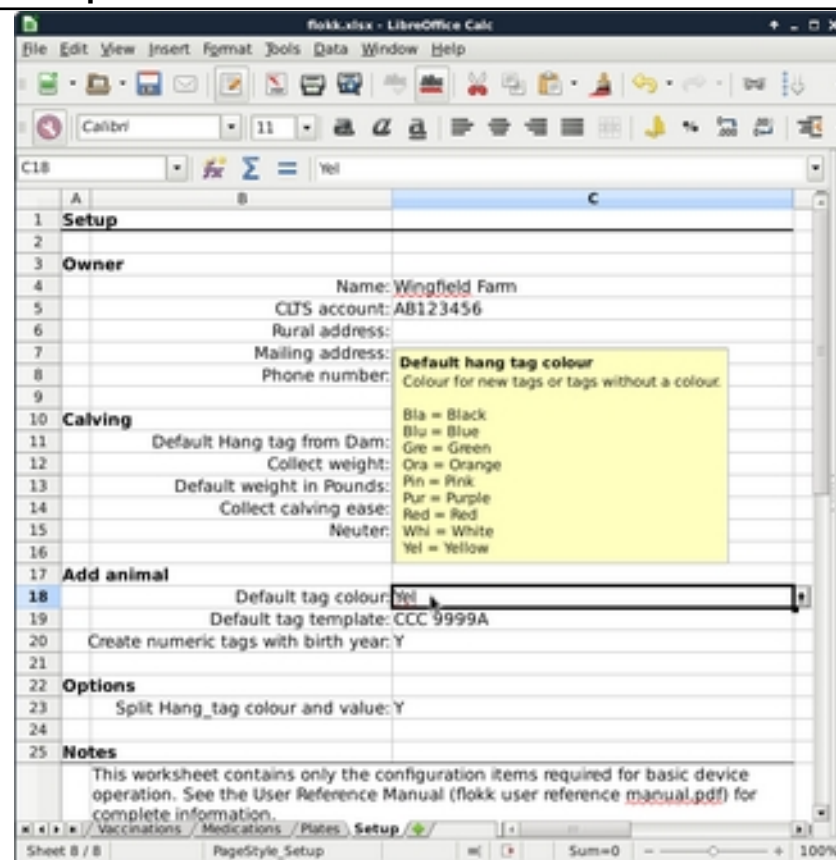 flokk.xlsx - LibreOffice Calc
File Edit View Insert Format Tools Data Window Help
Calibri 11 a a a
C18 Yel
A B C
1 Setup
2
3 Owner
4 Name: Wingfield Farm
5 CLTS account: AB123456
6 Rural address:
7 Mailing address:
8 Phone number:
Default hang tag colour
Colour for new tags or tags without a colour.
Bla = Black
Blu = Blue
Gre = Green
Ora = Orange
Pin = Pink
Pur = Purple
Red = Red
Whi = White
Yel = Yellow
9
10 Calving
11 Default Hang tag from Dam:
12 Collect weight:
13 Default weight in Pounds:
14 Collect calving ease:
15 Neuter:
16
17 Add animal
18 Default tag colour: Yel
19 Default tag template: CCC 9999A
20 Create numeric tags with birth year: Y
21
22 Options
23 Split Hang_tag colour and value: Y
24
25 Notes
This worksheet contains only the configuration items required for basic device
operation. See the User Reference Manual (flokk user reference manual.pdf) for
complete information.
Vaccinations Medications Plates Setup
Sheet 8 / 8 PageStyle_Setup Sum=0 100%